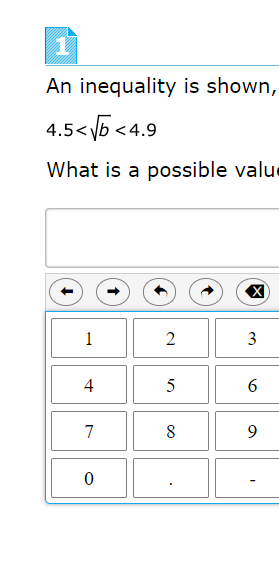 1
An inequality is shown,
4.5<√b<4.9
What is a possible
1 2 3
4 5 6
7 8 9
0 . -